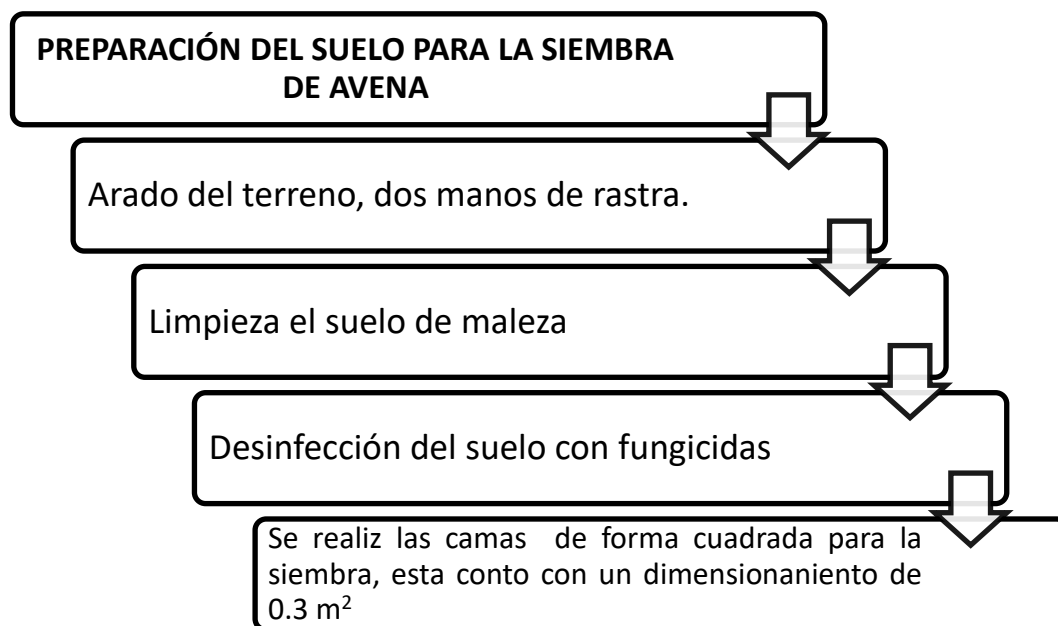 PREPARACIÓN DEL SUELO PARA LA SIEMBRA
DE AVENA
Arado del terreno, dos manos de rastra.
Limpieza el suelo de maleza
Desinfección del suelo con fungicidas
Se realiz las camas de forma cuadrada para la
siembra, esta conto con un dimensionaniento de
0.3 m²